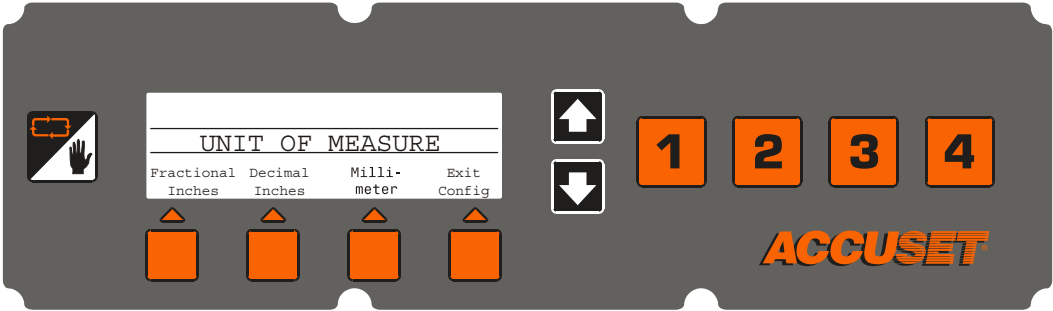 UNIT OF MEASURE
Fractional Decimal Milli- Exit
Inches Inches meter Config
1 2 3 4
ACCUSET